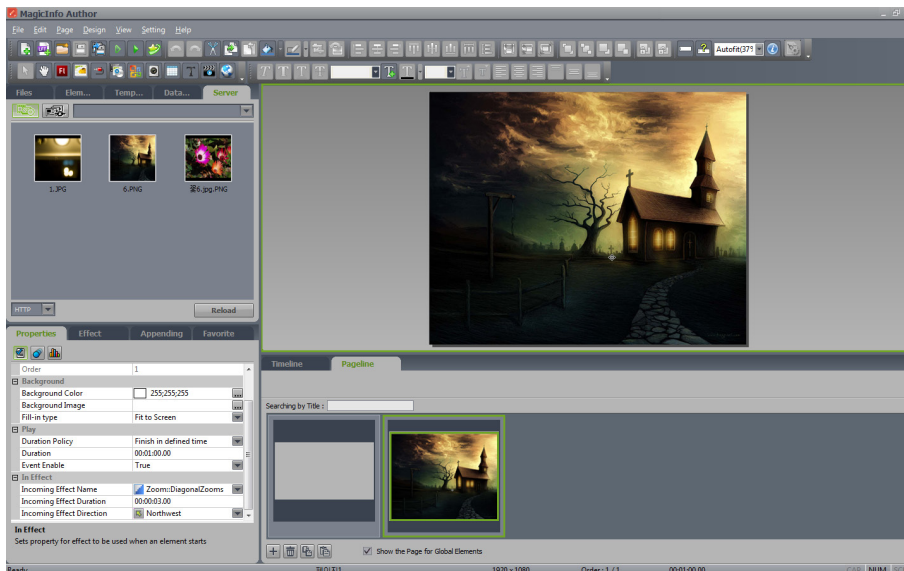 MagicInfo Author
File Edit Page Design View Setting Help
Autofit(37%
Files Elem... Temp... Data... Server
1.JPG 6.PNG 꽃6.jpg.PNG
HTTP Reload
Properties Effect Appending Favorite
Order 1
Background
Background Color 255;255;255
Background Image
Fill-in type Fit to Screen
Play
Duration Policy Finish in defined time
Duration 00:01:00.00
Event Enable True
In Effect
Incoming Effect Name Zoom::DiagonalZooms
Incoming Effect Duration 00:00:03.00
Incoming Effect Direction Northwest
In Effect
Sets property for effect to be used when an element starts
Timeline Pageline
Searching by Title :
Show the Page for Global Elements
Ready 페이지1 1920 x 1080 Order : 1 / 1 00:01:00.00 CAP NUM